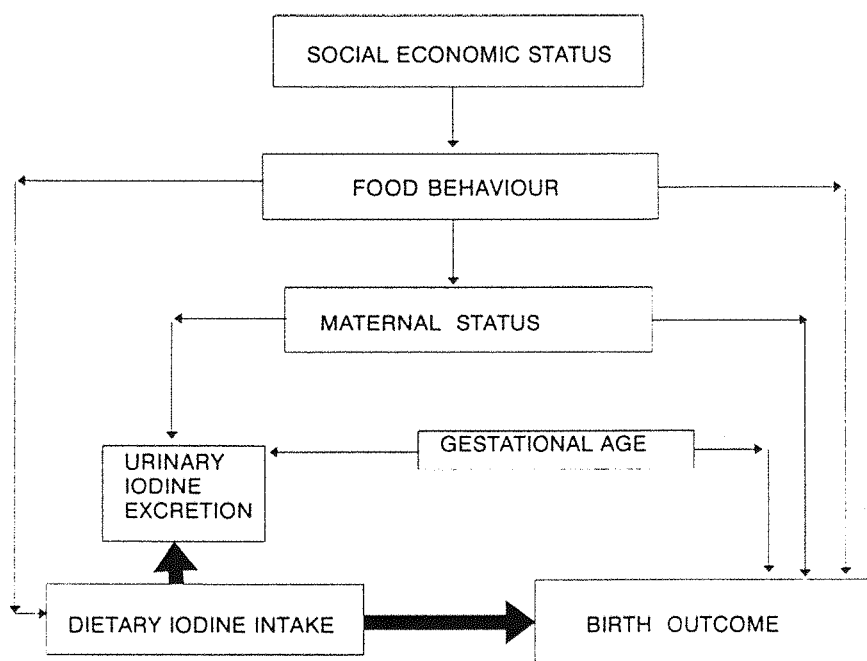 SOCIAL ECONOMIC STATUS
FOOD BEHAVIOUR
MATERNAL STATUS
GESTATIONAL AGE
URINARY
IODINE
EXCRETION
DIETARY IODINE INTAKE
BIRTH OUTCOME